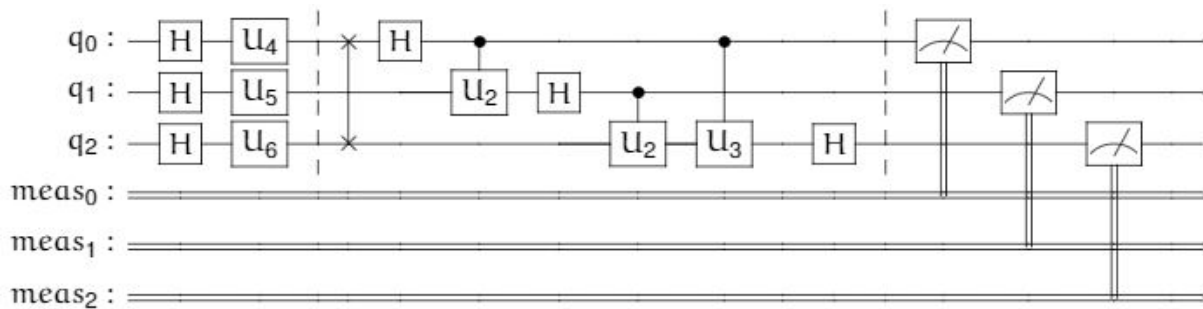 q₀ : H U₄ H
q₁ : H U₅ U₂ H
q₂ : H U₆ U₂ U₃ H
meas₀ :
meas₁ :
meas₂ :